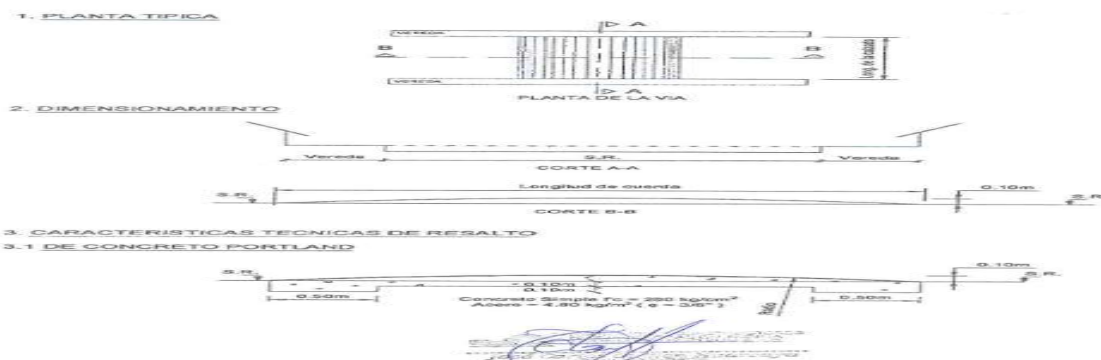 1. PLANTA TIPICA
A
VEREDA
B
B
Long. de la calzada
VEREDA
A
PLANTA DE LA VIA
2. DIMENSIONAMIENTO
Vereda
S.R.
Vereda
CORTE A-A
Longitud de cuerda
0.10m
S.R.
S.R.
CORTE B-B
3. CARACTERISTICAS TECNICAS DE RESALTO
3.1 DE CONCRETO PORTLAND
0.10m
S.R.
S.R.
0.10m
0.10m
0.50m
0.50m
Concreto Simple f'c = 280 kg/cm²
Acero = 4.80 kg/m² ( ø = 3/8" )
Radio